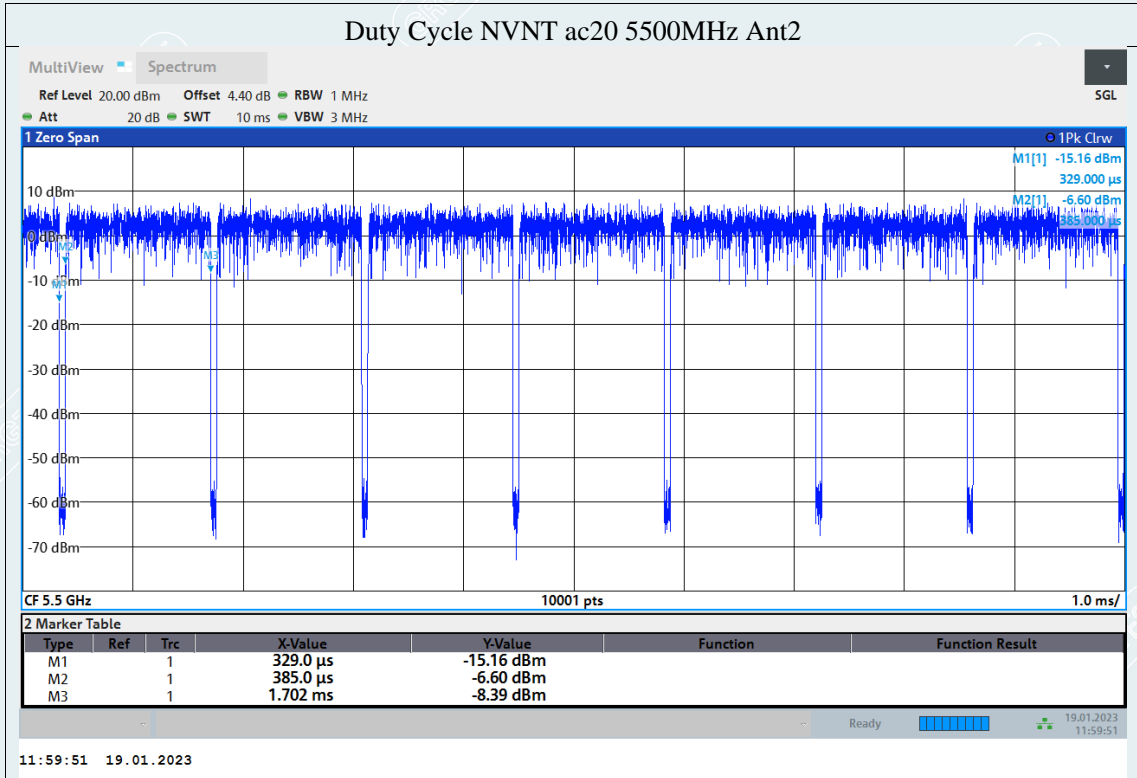 Duty Cycle NVNT ac20 5500MHz Ant2
MultiView Spectrum
Ref Level 20.00 dBm Offset 4.40 dB RBW 1 MHz SGL
Att 20 dB SWT 10 ms VBW 3 MHz
1 Zero Span 1Pk Clrw
M1[1] -15.16 dBm
329.000 µs
10 dBm M2[1] -6.60 dBm
385.000 µs
0 dBm
M2
M3
-10 dBm
M1
-20 dBm
-30 dBm
-40 dBm
-50 dBm
-60 dBm
-70 dBm
CF 5.5 GHz 10001 pts 1.0 ms/
2 Marker Table
Type Ref Trc X-Value Y-Value Function Function Result
M1 1 329.0 µs -15.16 dBm
M2 1 385.0 µs -6.60 dBm
M3 1 1.702 ms -8.39 dBm
Ready 19.01.2023
11:59:51
11:59:51 19.01.2023